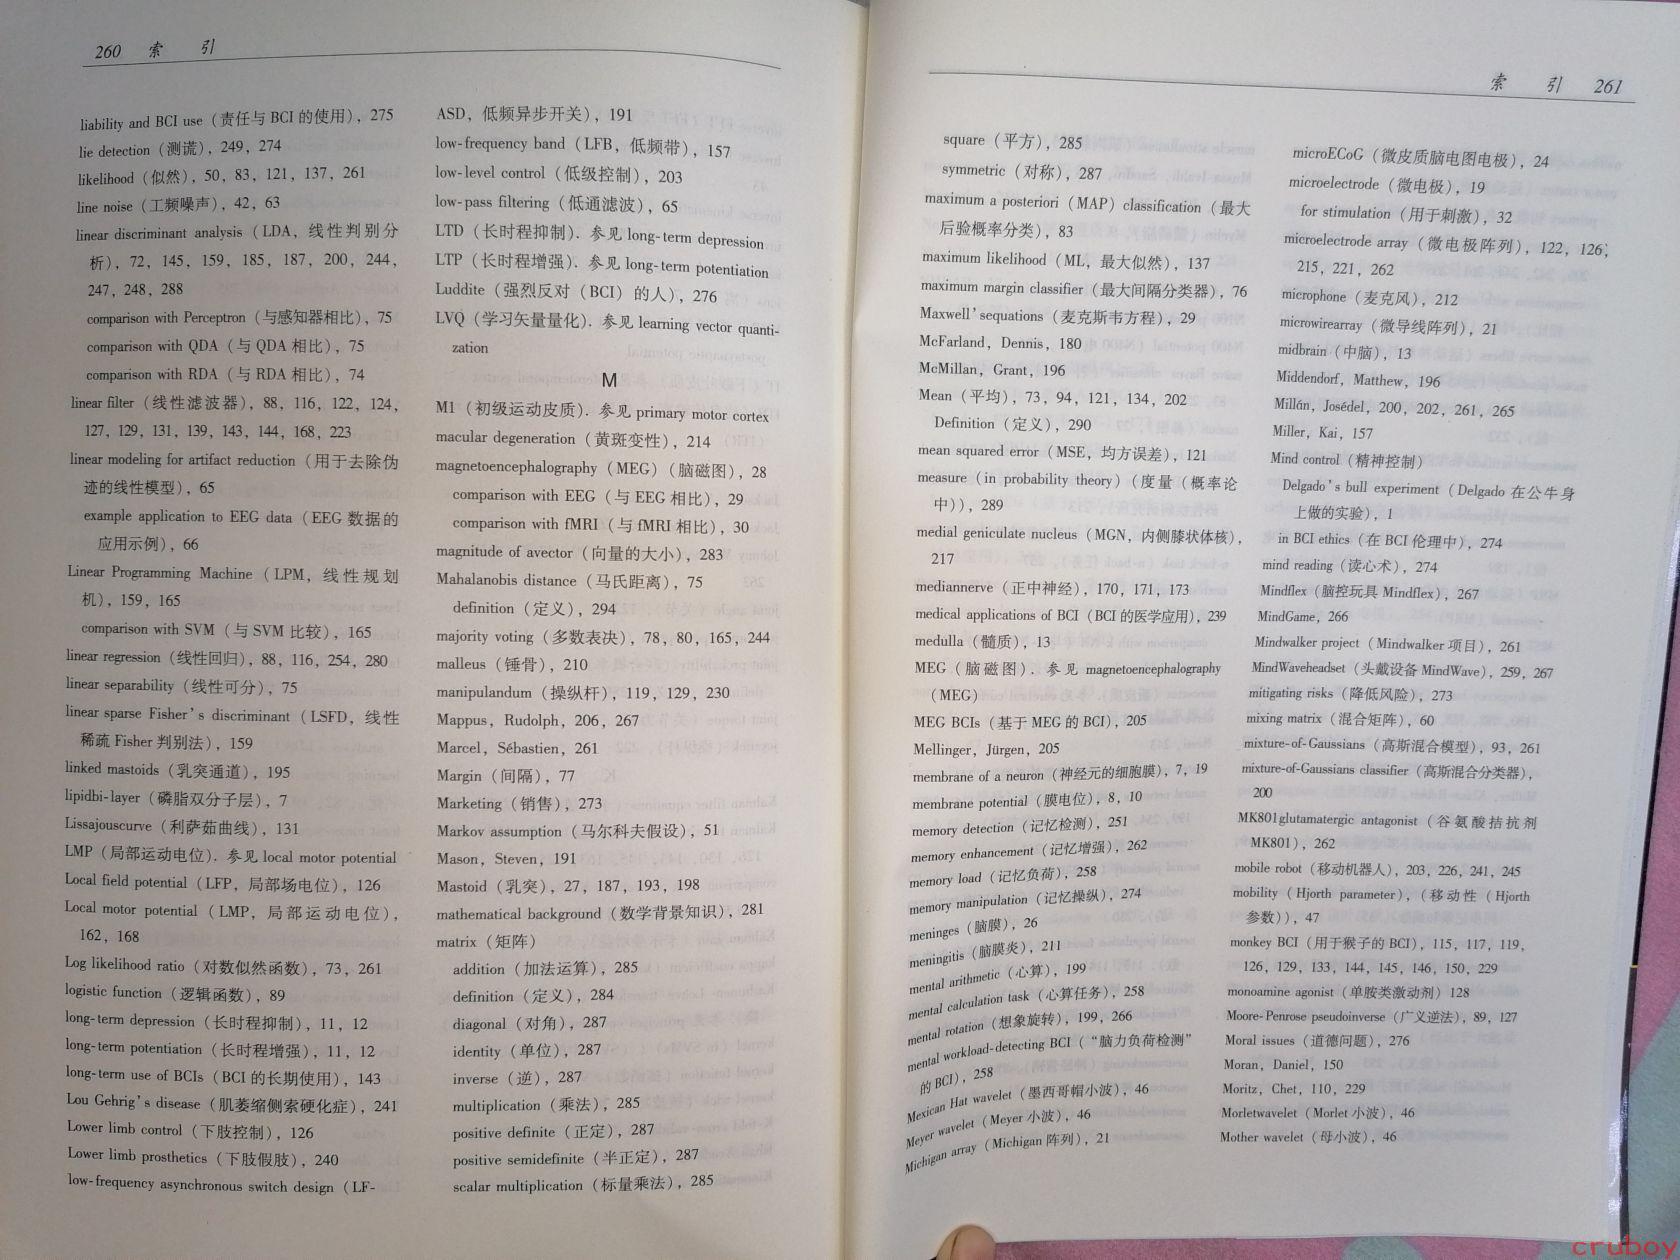 260 索 引
liability and BCI use（责任与 BCI 的使用），275
lie detection（测谎），249，274
likelihood（似然），50，83，121，137，261
line noise（工频噪声），42，63
linear discriminant analysis（LDA，线性判别分
析），72，145，159，185，187，200，244，
247，248，288
comparison with Perceptron（与感知器相比），75
comparison with QDA（与 QDA 相比），75
comparison with RDA（与 RDA 相比），74
linear filter（线性滤波器），88，116，122，124，
127，129，131，139，143，144，168，223
linear modeling for artifact reduction（用于去除伪
迹的线性模型），65
example application to EEG data（EEG 数据的
应用示例），66
Linear Programming Machine（LPM，线性规划
机），159，165
comparison with SVM（与 SVM 比较），165
linear regression（线性回归），88，116，254，280
linear separability（线性可分），75
linear sparse Fisher's discriminant（LSFD，线性
稀疏 Fisher 判别法），159
linked mastoids（乳突通道），195
lipidbi-layer（磷脂双分子层），7
Lissajouscurve（利萨茹曲线），131
LMP（局部运动电位）. 参见 local motor potential
Local field potential（LFP，局部场电位），126
Local motor potential（LMP，局部运动电位），
162，168
Log likelihood ratio（对数似然函数），73，261
logistic function（逻辑函数），89
long-term depression（长时程抑制），11，12
long-term potentiation（长时程增强），11，12
long-term use of BCIs（BCI 的长期使用），143
Lou Gehrig's disease（肌萎缩侧索硬化症），241
Lower limb control（下肢控制），126
Lower limb prosthetics（下肢假肢），240
low-frequency asynchronous switch design（LF-
ASD，低频异步开关），191
low-frequency band（LFB，低频带），157
low-level control（低级控制），203
low-pass filtering（低通滤波），65
LTD（长时程抑制）. 参见 long-term depression
LTP（长时程增强）. 参见 long-term potentiation
Luddite（强烈反对（BCI）的人），276
LVQ（学习矢量量化）. 参见 learning vector quanti-
zation
M
M1（初级运动皮质）. 参见 primary motor cortex
macular degeneration（黄斑变性），214
magnetoencephalography（MEG）（脑磁图），28
comparison with EEG（与 EEG 相比），29
comparison with fMRI（与 fMRI 相比），30
magnitude of avector（向量的大小），283
Mahalanobis distance（马氏距离），75
definition（定义），294
majority voting（多数表决），78，80，165，244
malleus（锤骨），210
manipulandum（操纵杆），119，129，230
Mappus，Rudolph，206，267
Marcel，Sébastien，261
Margin（间隔），77
Marketing（销售），273
Markov assumption（马尔科夫假设），51
Mason，Steven，191
Mastoid（乳突），27，187，193，198
mathematical background（数学背景知识），281
matrix（矩阵）
addition（加法运算），285
definition（定义），284
diagonal（对角），287
identity（单位），287
inverse（逆），287
multiplication（乘法），285
positive definite（正定），287
positive semidefinite（半正定），287
scalar multiplication（标量乘法），285
索 引 261
square（平方），285
symmetric（对称），287
maximum a posteriori（MAP）classification（最大
后验概率分类），83
maximum likelihood（ML，最大似然），137
maximum margin classifier（最大间隔分类器），76
Maxwell'sequations（麦克斯韦方程），29
McFarland，Dennis，180
McMillan，Grant，196
Mean（平均），73，94，121，134，202
Definition（定义），290
mean squared error（MSE，均方误差），121
measure（in probability theory）（度量（概率论
中）），289
medial geniculate nucleus（MGN，内侧膝状体核），
217
mediannerve（正中神经），170，171，173
medical applications of BCI（BCI 的医学应用），239
medulla（髓质），13
MEG（脑磁图）. 参见 magnetoencephalography
（MEG）
MEG BCIs（基于 MEG 的 BCI），205
Mellinger，Jürgen，205
membrane of a neuron（神经元的细胞膜），7，19
membrane potential（膜电位），8，10
memory detection（记忆检测），251
memory enhancement（记忆增强），262
memory load（记忆负荷），258
memory manipulation（记忆操纵），274
meninges（脑膜），26
meningitis（脑膜炎），211
mental arithmetic（心算），199
mental calculation task（心算任务），258
mental rotation（想象旋转），199，266
mental workload-detecting BCI（“脑力负荷检测”
的 BCI），258
Mexican Hat wavelet（墨西哥帽小波），46
Meyer wavelet（Meyer 小波），46
Michigan array（Michigan 阵列），21
microECoG（微皮质脑电图电极），24
microelectrode（微电极），19
for stimulation（用于刺激），32
microelectrode array（微电极阵列），122，126，
215，221，262
microphone（麦克风），212
microwirearray（微导线阵列），21
midbrain（中脑），13
Middendorf，Matthew，196
Millán，Josédel，200，202，261，265
Miller，Kai，157
Mind control（精神控制）
Delgado's bull experiment（Delgado 在公牛身
上做的实验），1
in BCI ethics（在 BCI 伦理中），274
mind reading（读心术），274
Mindflex（脑控玩具 Mindflex），267
MindGame，266
Mindwalker project（Mindwalker 项目），261
MindWaveheadset（头戴设备 MindWave），259，267
mitigating risks（降低风险），273
mixing matrix（混合矩阵），60
mixture-of-Gaussians（高斯混合模型），93，261
mixture-of-Gaussians classifier（高斯混合分类器），
200
MK801glutamatergic antagonist（谷氨酸拮抗剂
MK801），262
mobile robot（移动机器人），203，226，241，245
mobility（Hjorth parameter），（移动性（Hjorth
参数）），47
monkey BCI（用于猴子的 BCI），115，117，119，
126，129，133，144，145，146，150，229
monoamine agonist（单胺类激动剂）128
Moore-Penrose pseudoinverse（广义逆法），89，127
Moral issues（道德问题），276
Moran，Daniel，150
Moritz，Chet，110，229
Morletwavelet（Morlet 小波），46
Mother wavelet（母小波），46
cruboy